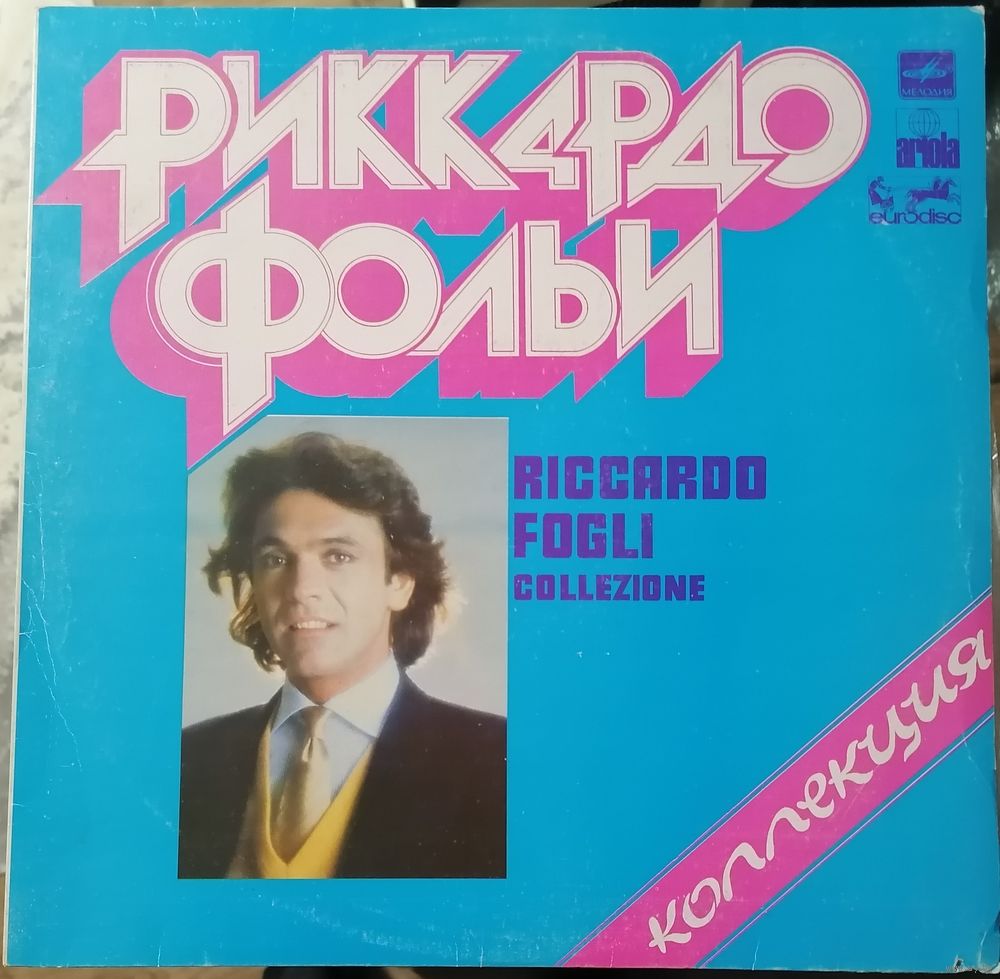 РИККАРДО
ФОЛЬИ
МЕЛОДИЯ
ariola
eurodisc
RICCARDO
FOGLI
COLLEZIONE
коллекция